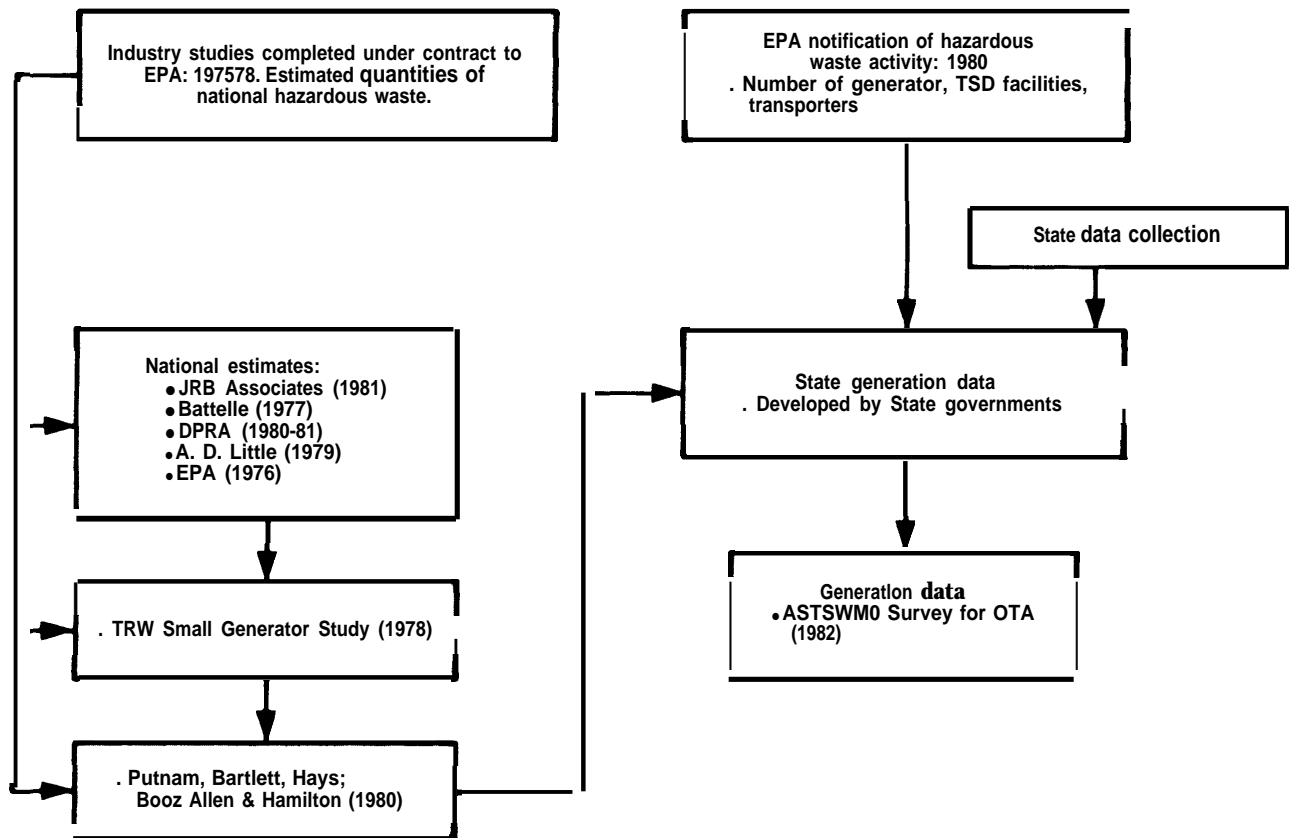 Industry studies completed under contract to
EPA: 197578. Estimated quantities of
national hazardous waste.
EPA notification of hazardous
waste activity: 1980
. Number of generator, TSD facilities,
transporters
State data collection
National estimates:
• JRB Associates (1981)
• Battelle (1977)
• DPRA (1980-81)
• A. D. Little (1979)
• EPA (1976)
State generation data
. Developed by State governments
Generation data
• ASTSWM0 Survey for OTA
(1982)
. TRW Small Generator Study (1978)
. Putnam, Bartlett, Hays;
Booz Allen & Hamilton (1980)